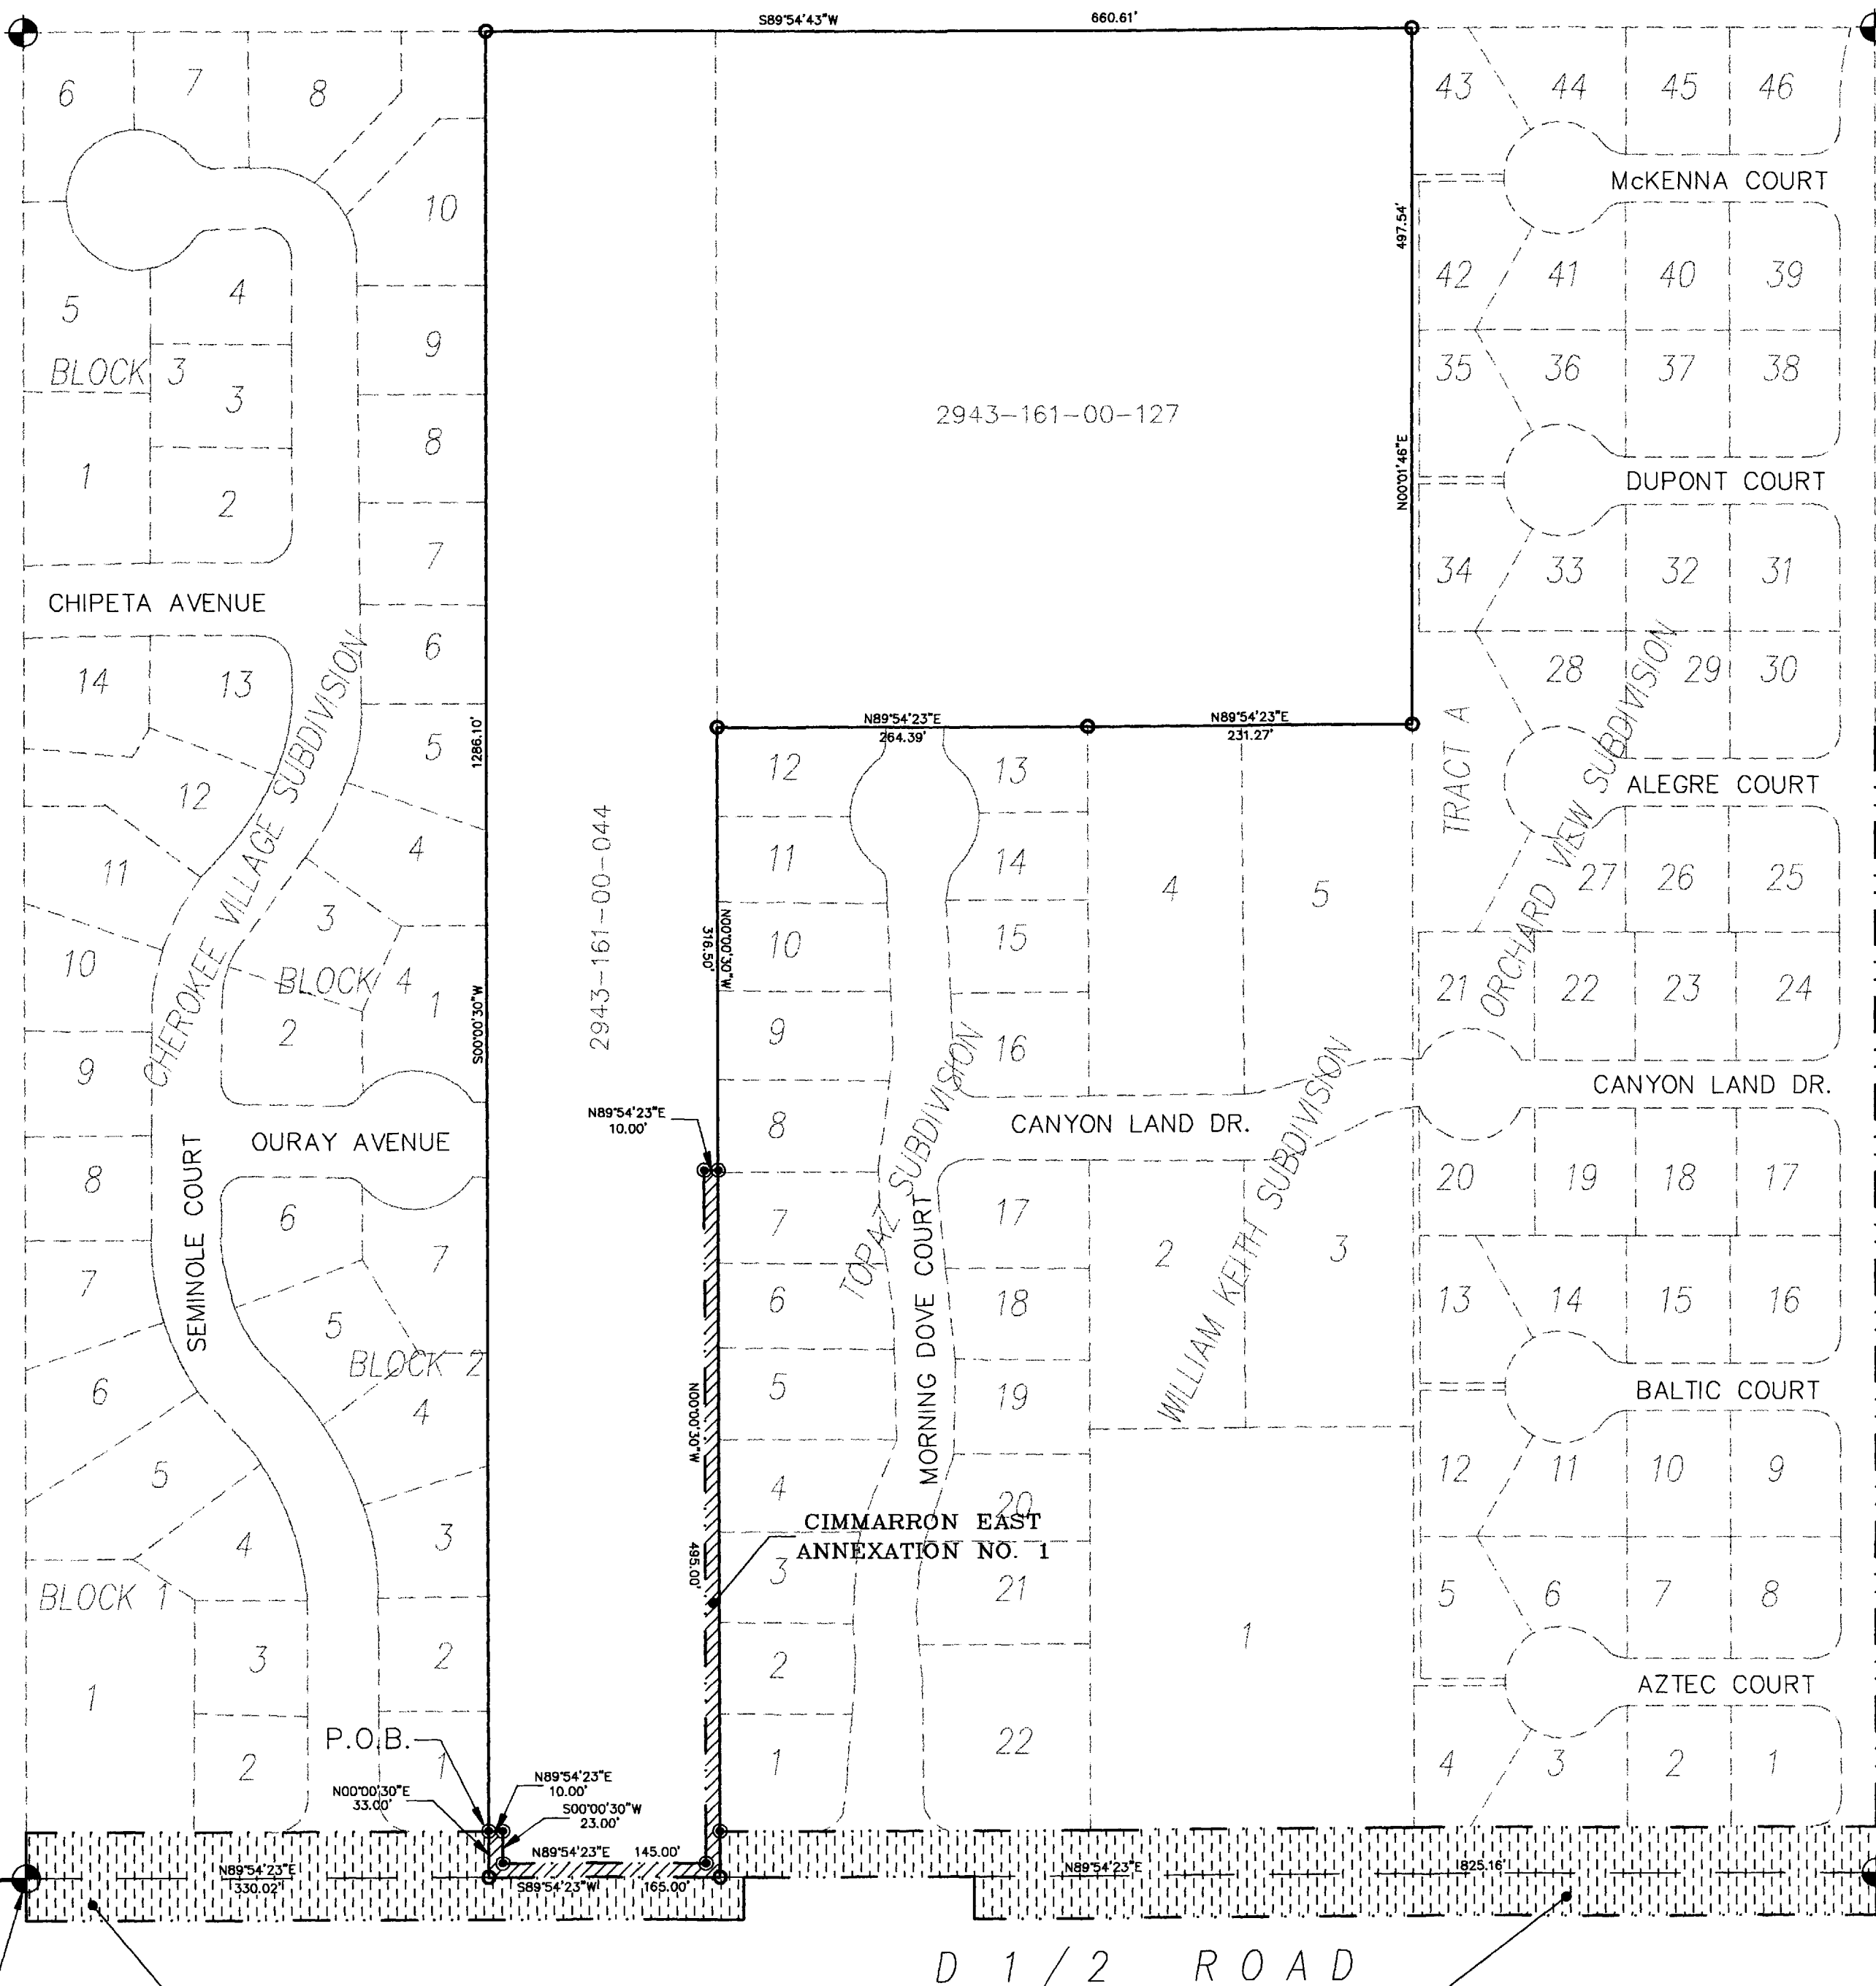 S89°54'43"W 660.61'
6 7 8
43 44 45 46
McKENNA COURT
10
497.54'
42 41 40 39
5 4
BLOCK 3
9
35 36 37 38
3
2943-161-00-127
8
N00°01'46"E
1
2
DUPONT COURT
7
34 33 32 31
CHIPETA AVENUE
6
14 13
28 29 30
CHEROKEE VILLAGE SUBDIVISION
5
1286.10'
N89°54'23"E
264.39'
N89°54'23"E
231.27'
TRACT A
ORCHARD VIEW SUBDIVISION
12
12 13
ALEGRE COURT
11
4
2943-161-00-044
11 14
4 5
27 26 25
3
10
BLOCK 4
1
N00°00'30"W
316.50'
10 15
21 22 23 24
S00°00'30"W
2
9
9 16
CANYON LAND DR.
N89°54'23"E
10.00'
8
CANYON LAND DR.
OURAY AVENUE
SEMINOLE COURT
8
TOPAZ SUBDIVISION
WILLIAM KEITH SUBDIVISION
20 19 18 17
6
7
7
7 17
2 3
MORNING DOVE COURT
5
6 18
13 14 15 16
BLOCK 2
6
4
N00°00'30"W
5 19
BALTIC COURT
5
4 20
12 11 10 9
4
3
CIMMARRON EAST
ANNEXATION NO. 1
495.00'
BLOCK 1
3 21
5 6 7 8
3
2
2
1
1
AZTEC COURT
P.O.B.
2
1
1 22
4 3 2 1
N00°00'30"E
33.00'
N89°54'23"E
10.00'
S00°00'30"W
23.00'
N89°54'23"E 145.00'
N89°54'23"E
330.02'
S89°54'23"W 165.00'
N89°54'23"E 825.16'
D 1/2 ROAD